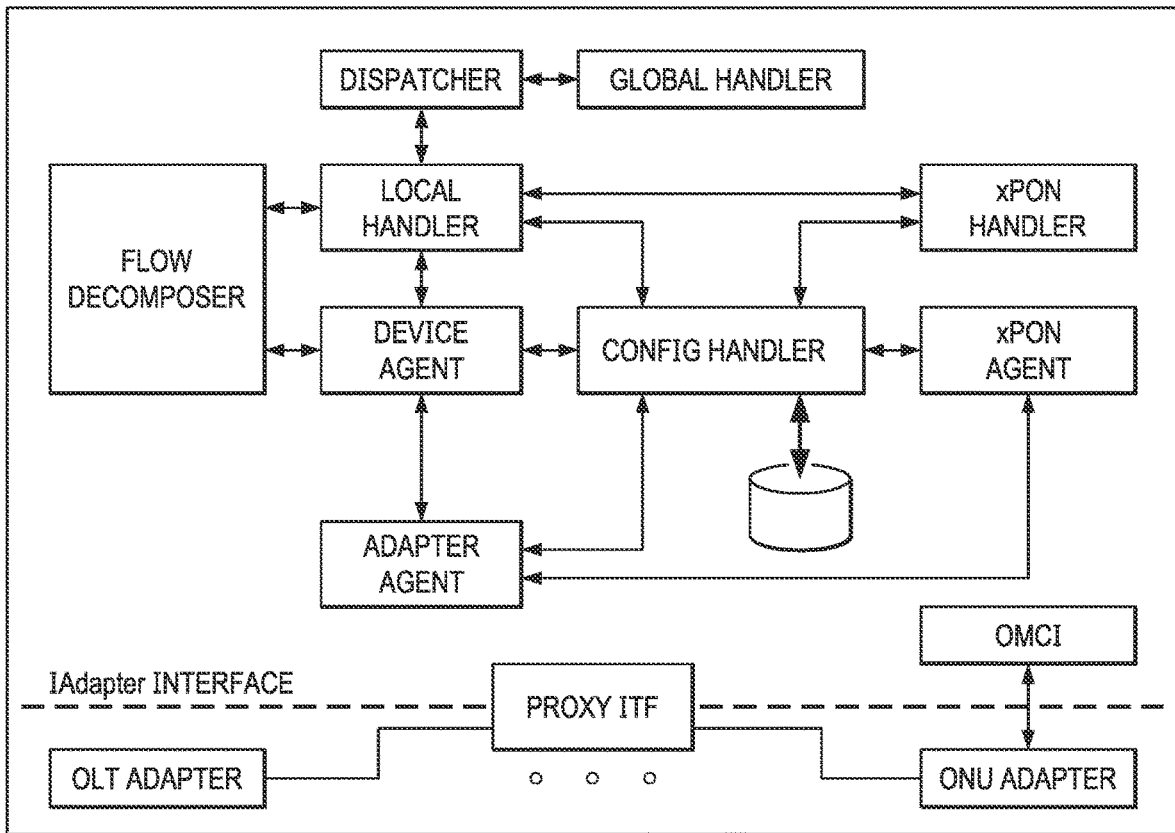 DISPATCHER
GLOBAL HANDLER
LOCAL
HANDLER
xPON
HANDLER
FLOW
DECOMPOSER
DEVICE
AGENT
CONFIG HANDLER
xPON
AGENT
ADAPTER
AGENT
OMCI
IAdapter INTERFACE
PROXY ITF
OLT ADAPTER
ONU ADAPTER